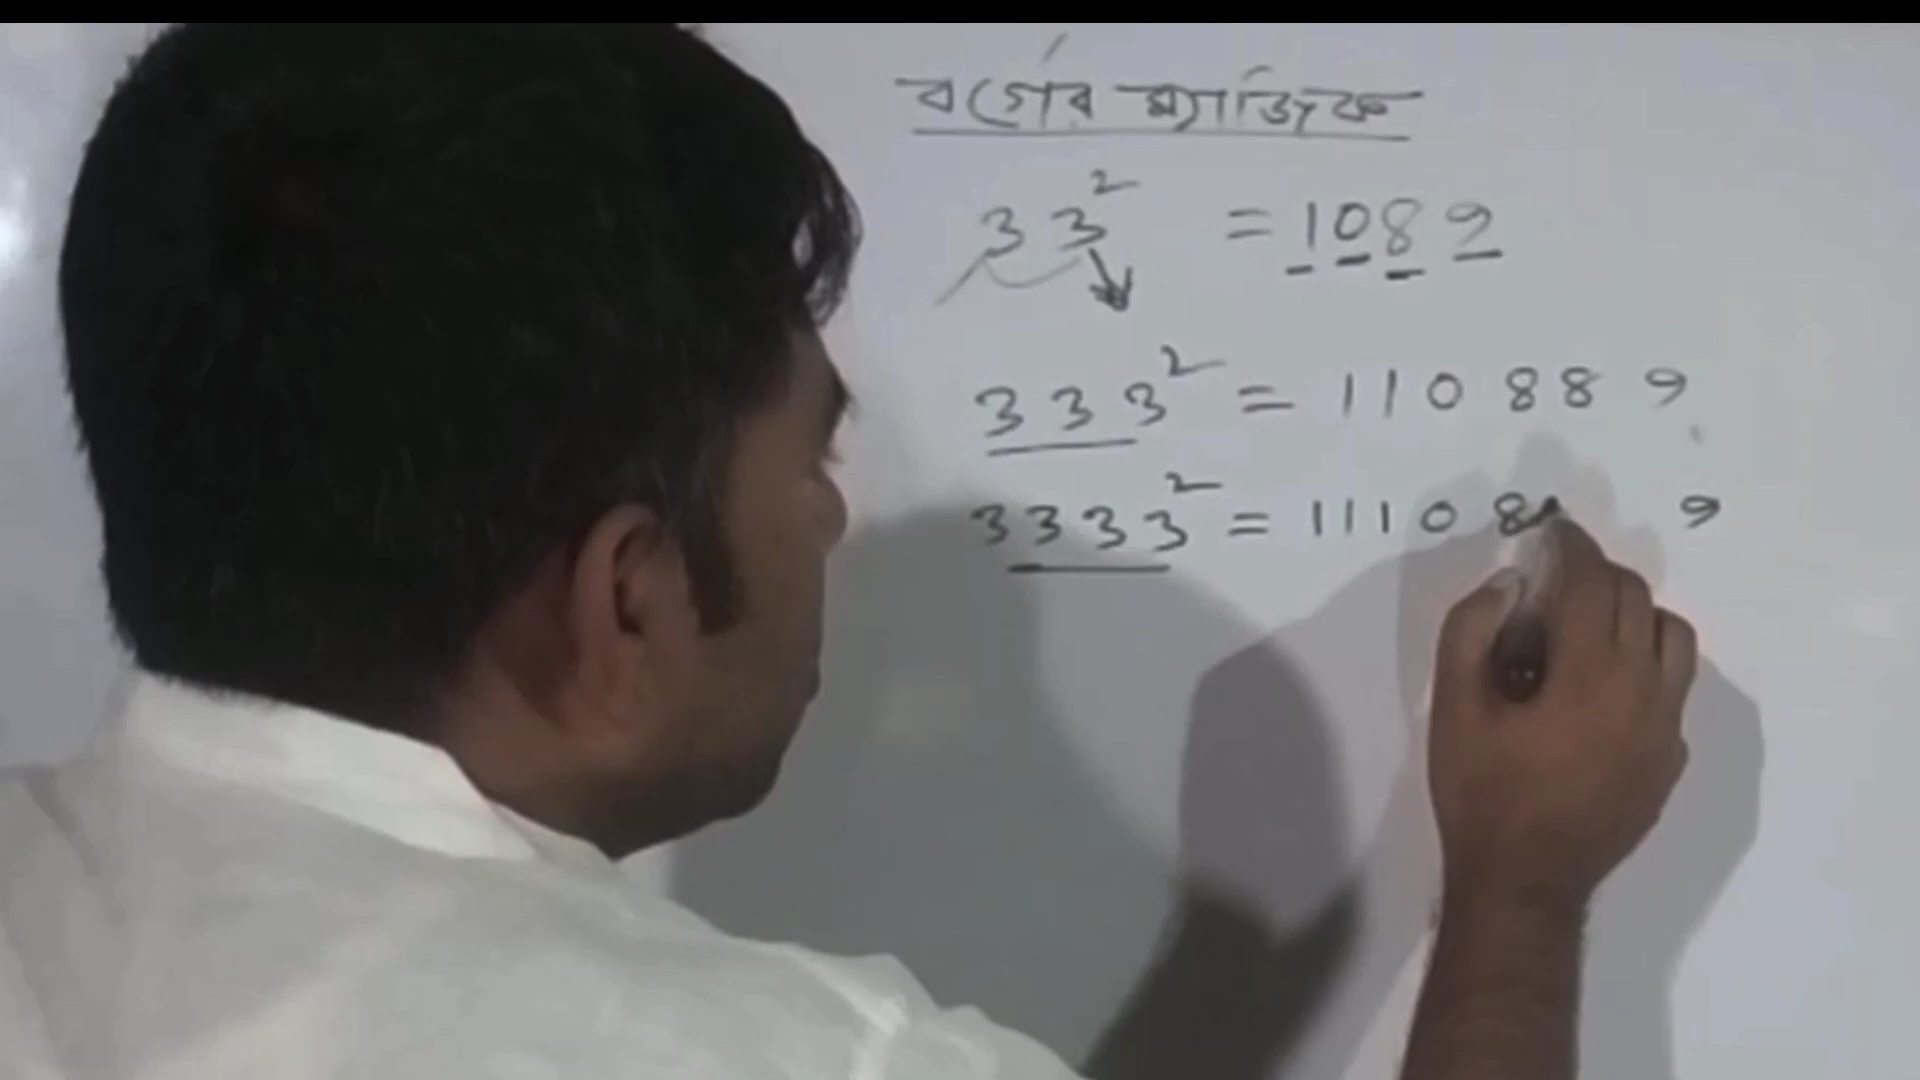 বর্গের ম্যাজিক
33² = 1089
333² = 110889
3333² = 11108 9